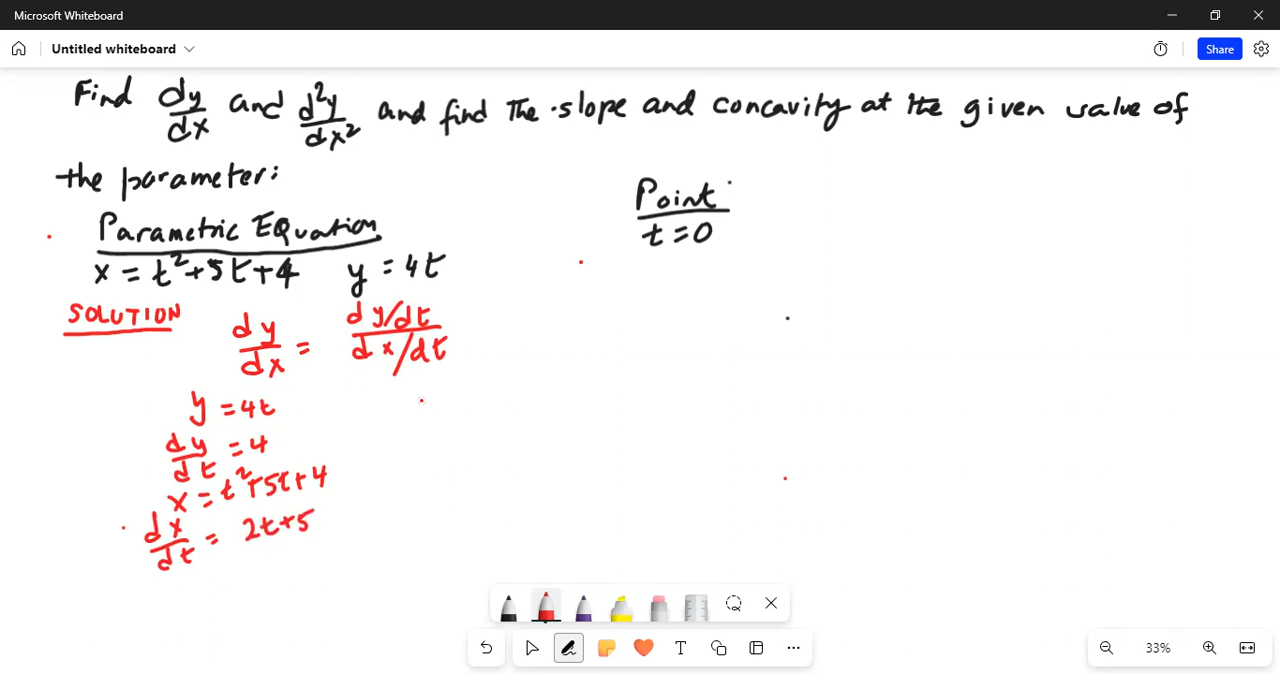 Microsoft Whiteboard
Untitled whiteboard
Share
Find dy/dx and d²y/dx² and find the slope and concavity at the given value of
the parameter:
Parametric Equation
Point
x = t²+5t+4 y = 4t
t = 0
SOLUTION
dy/dx = (dy/dt)/(dx/dt)
y = 4t
dy/dt = 4
x = t²+5t+4
dx/dt = 2t+5
T
33%